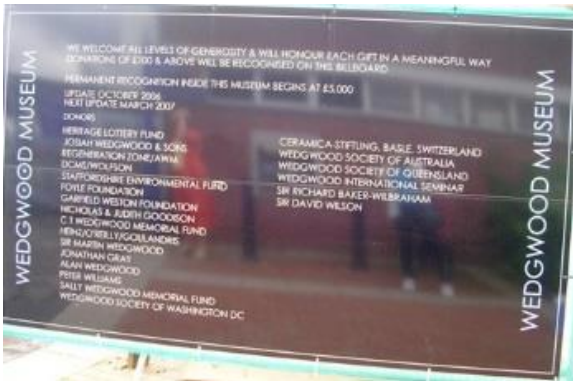 WEDGWOOD MUSEUM
WE WELCOME ALL LEVELS OF GENEROSITY & WILL HONOUR EACH GIFT IN A MEANINGFUL WAY
DONATIONS OF £100 & ABOVE WILL BE RECOGNISED ON THIS BILLBOARD
PERMANENT RECOGNITION INSIDE THIS MUSEUM BEGINS AT £5,000
UPDATE OCTOBER 2006
NEXT UPDATE MARCH 2007
DONORS
HERITAGE LOTTERY FUND
JOSIAH WEDGWOOD & SONS
REGENERATION ZONE/AWM
DCMS/WOLFSON
STAFFORDSHIRE ENVIRONMENTAL FUND
FOYLE FOUNDATION
GARFIELD WESTON FOUNDATION
NICHOLAS & JUDITH GOODISON
C T WEDGWOOD MEMORIAL FUND
HEINZ/O'REILLY/GOULANDRIS
SIR MARTIN WEDGWOOD
JONATHAN GRAY
ALAN WEDGWOOD
PETER WILLIAMS
SALLY WEDGWOOD MEMORIAL FUND
WEDGWOOD SOCIETY OF WASHINGTON DC
CERAMICA-STIFTUNG, BASLE, SWITZERLAND
WEDGWOOD SOCIETY OF AUSTRALIA
WEDGWOOD SOCIETY OF QUEENSLAND
WEDGWOOD INTERNATIONAL SEMINAR
SIR RICHARD BAKER-WILBRAHAM
SIR DAVID WILSON
WEDGWOOD MUSEUM